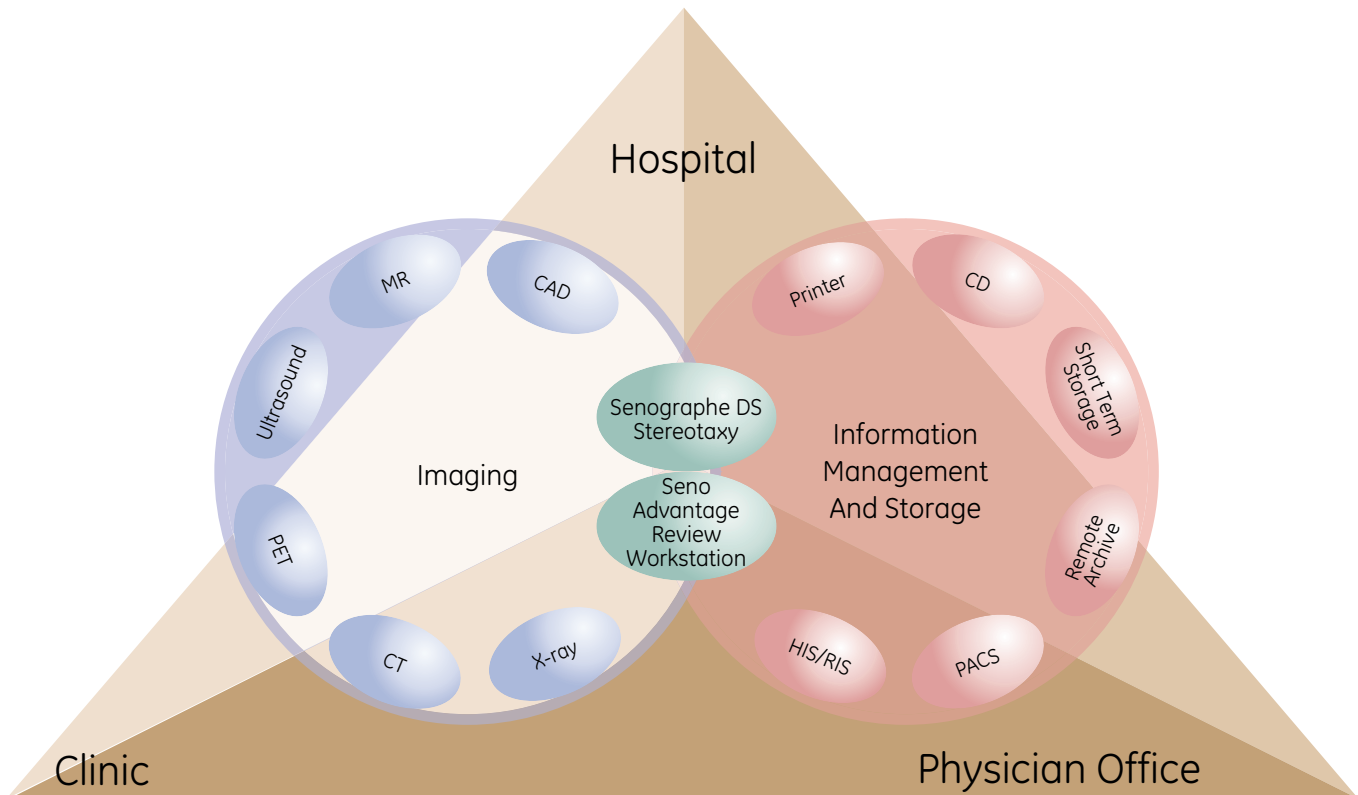 Hospital
MR
CAD
Printer
CD
Ultrasound
Short Term
Storage
Senographe DS
Stereotaxy
Imaging
Information
Management
And Storage
Seno
Advantage
Review
Workstation
PET
Remote
Archive
CT
X-ray
HIS/RIS
PACS
Clinic
Physician Office